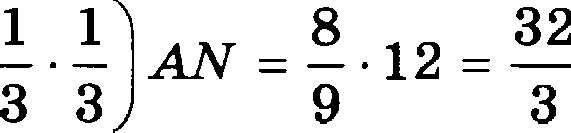 1/3 · 1/3) AN = 8/9 · 12 = 32/3